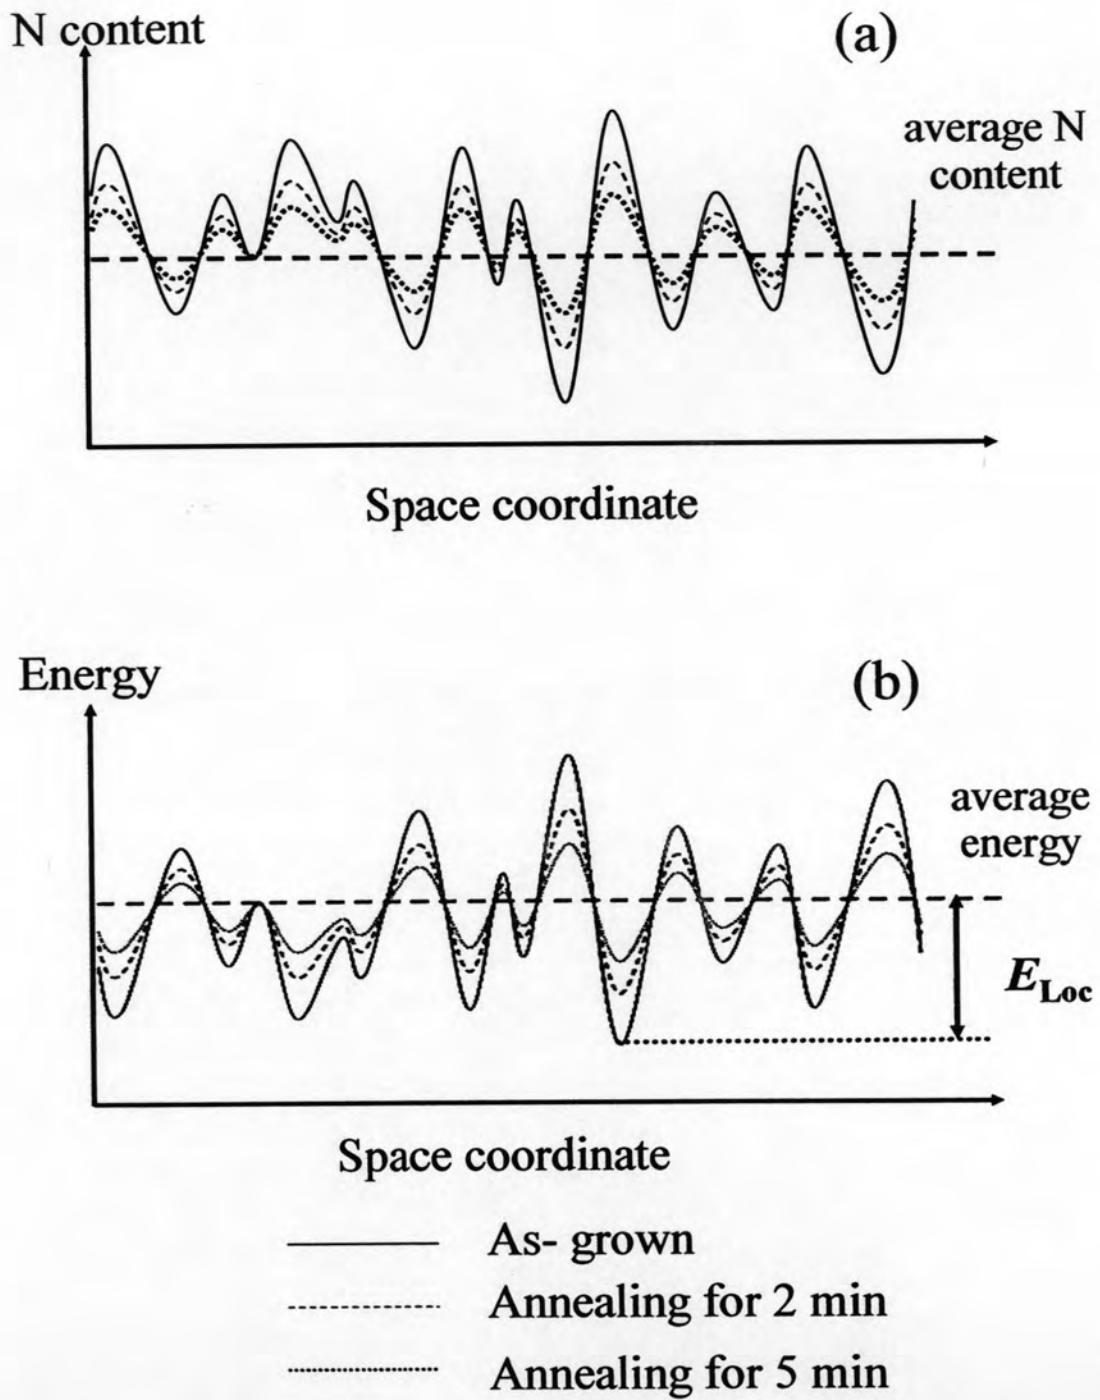 N content
(a)
average N
content
Space coordinate
Energy
(b)
average
energy
E Loc
Space coordinate
As- grown
Annealing for 2 min
Annealing for 5 min